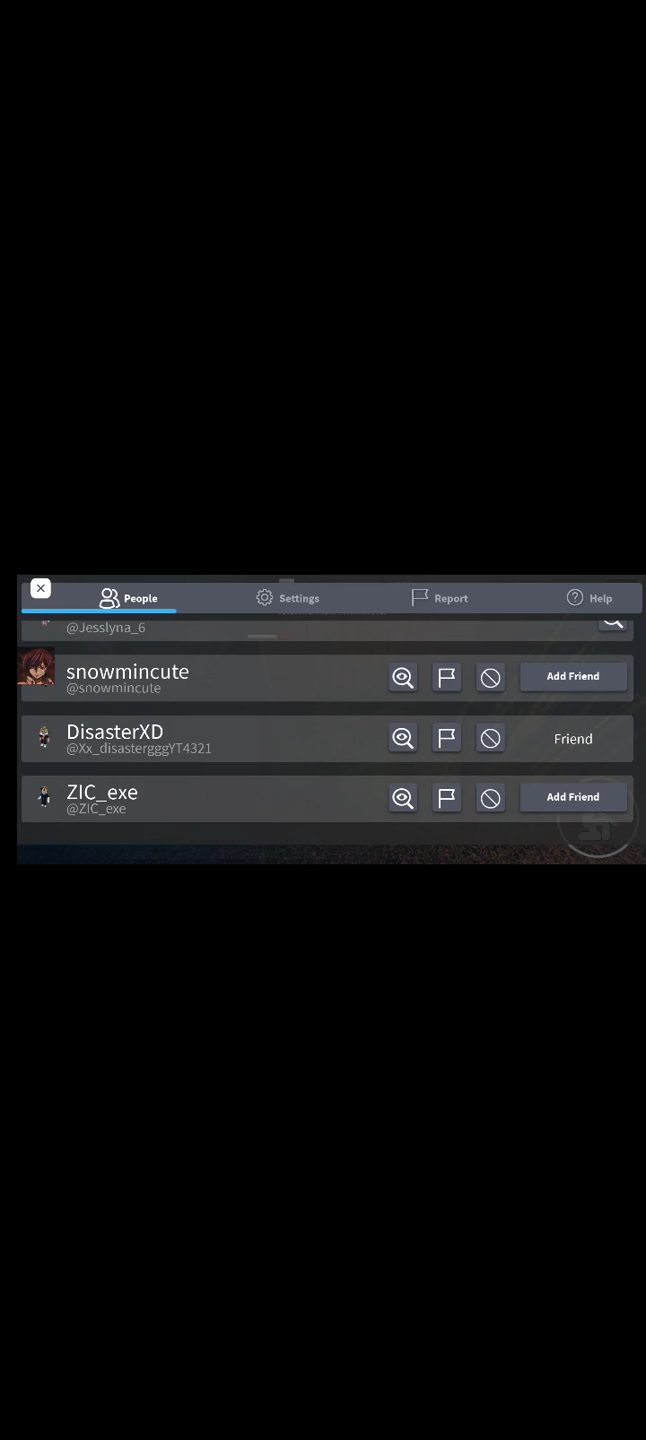 People
Settings
Report
Help
@Jesslyna_6
snowmincute
@snowmincute
Add Friend
DisasterXD
@Xx_disastergggYT4321
Friend
ZIC_exe
@ZIC_exe
Add Friend